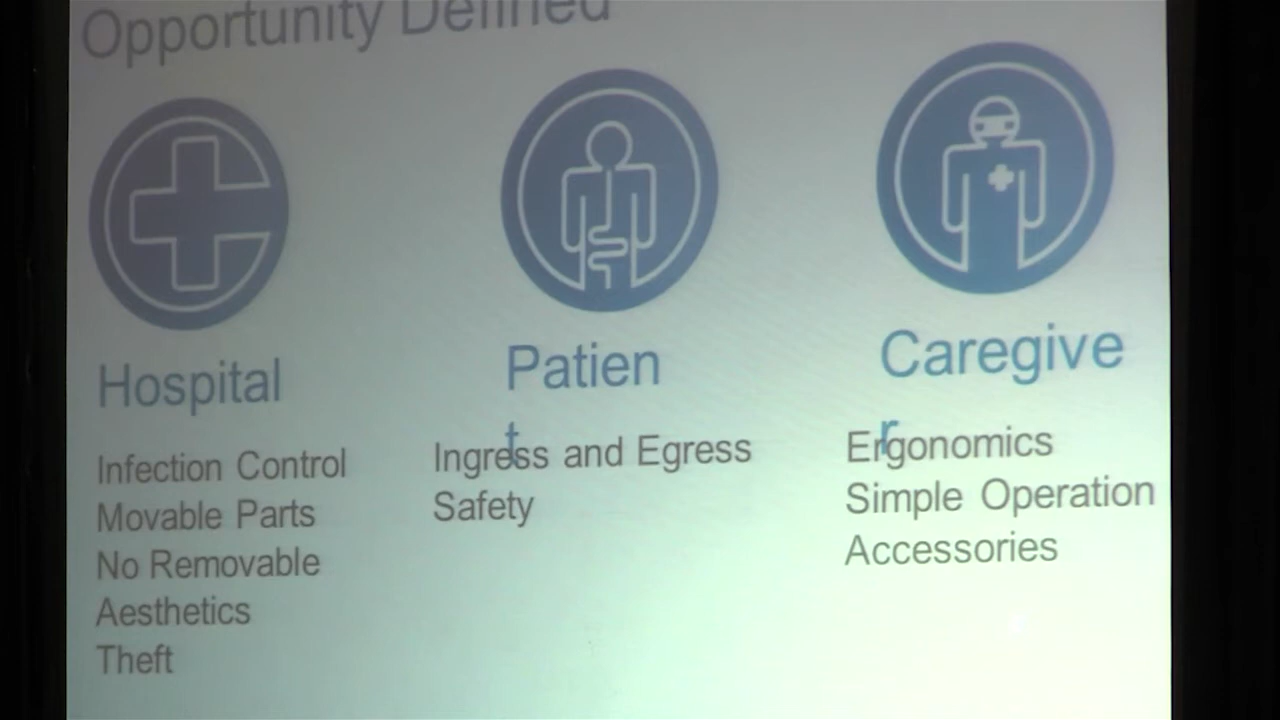 Opportunity Defined
Hospital
Infection Control
Movable Parts
No Removable
Aesthetics
Theft
Patien
t
Ingress and Egress
Safety
Caregive
r
Ergonomics
Simple Operation
Accessories